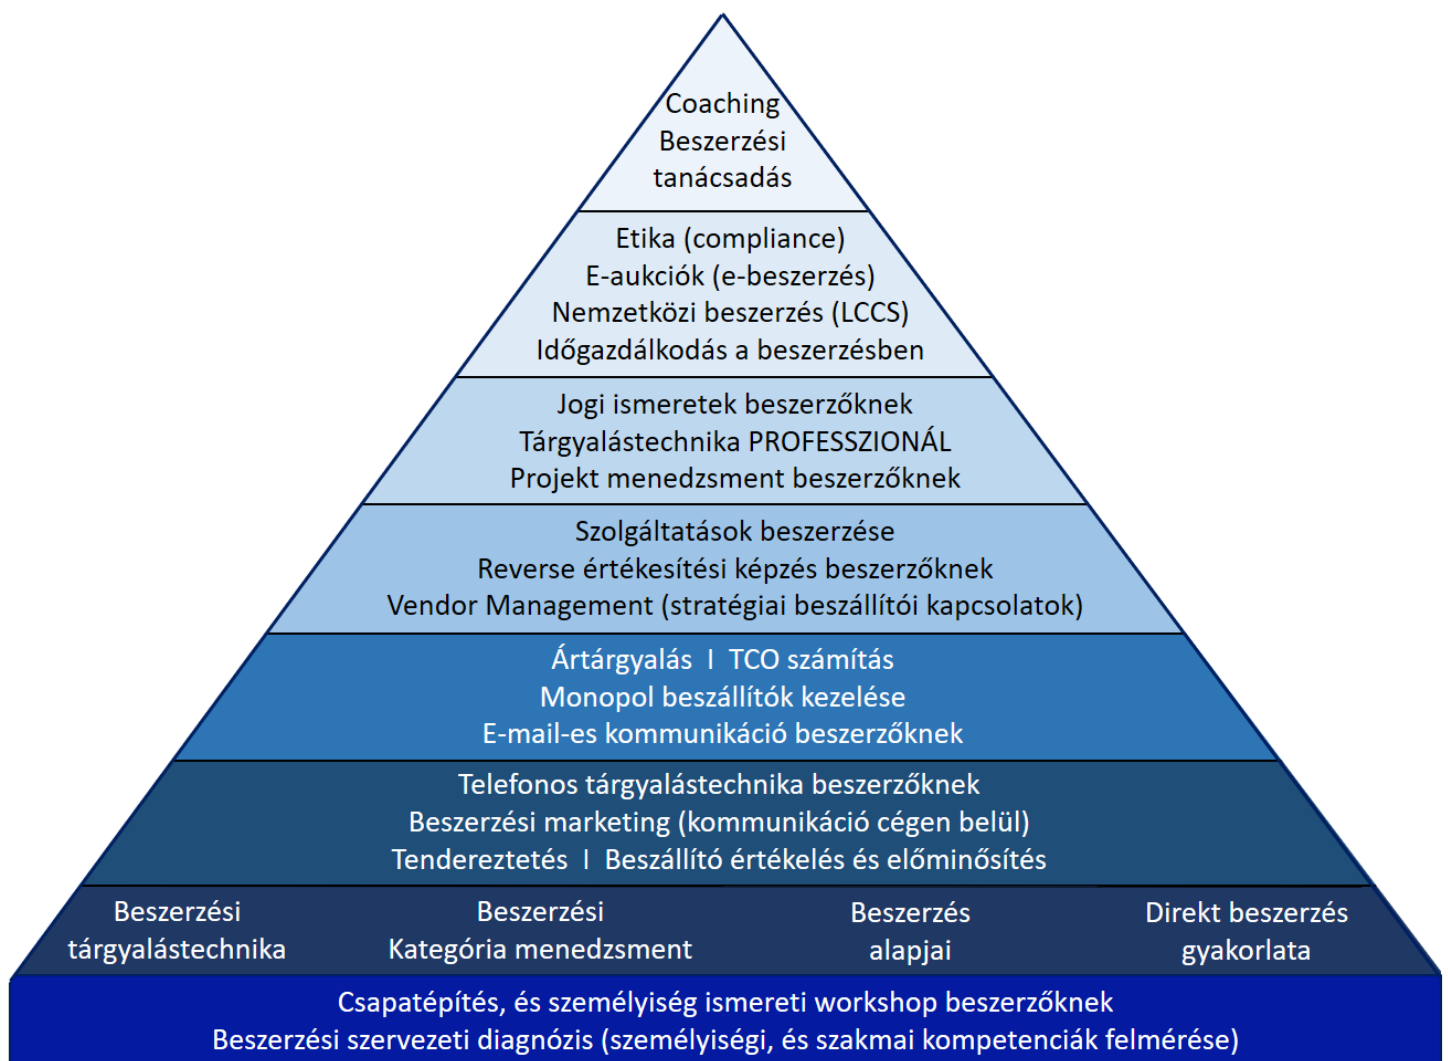 Coaching
Beszerzési
tanácsadás
Etika (compliance)
E-aukciók (e-beszerzés)
Nemzetközi beszerzés (LCCS)
Időgazdálkodás a beszerzésben
Jogi ismeretek beszerzőknek
Tárgyalástechnika PROFESSZIONÁL
Projekt menedzsment beszerzőknek
Szolgáltatások beszerzése
Reverse értékesítési képzés beszerzőknek
Vendor Management (stratégiai beszállítói kapcsolatok)
Ártárgyalás I TCO számítás
Monopol beszállítók kezelése
E-mail-es kommunikáció beszerzőknek
Telefonos tárgyalástechnika beszerzőknek
Beszerzési marketing (kommunikáció cégen belül)
Tendereztetés I Beszállító értékelés és előminősítés
Beszerzési
tárgyalástechnika
Beszerzési
Kategória menedzsment
Beszerzés
alapjai
Direkt beszerzés
gyakorlata
Csapatépítés, és személyiség ismereti workshop beszerzőknek
Beszerzési szervezeti diagnózis (személyiségi, és szakmai kompetenciák felmérése)